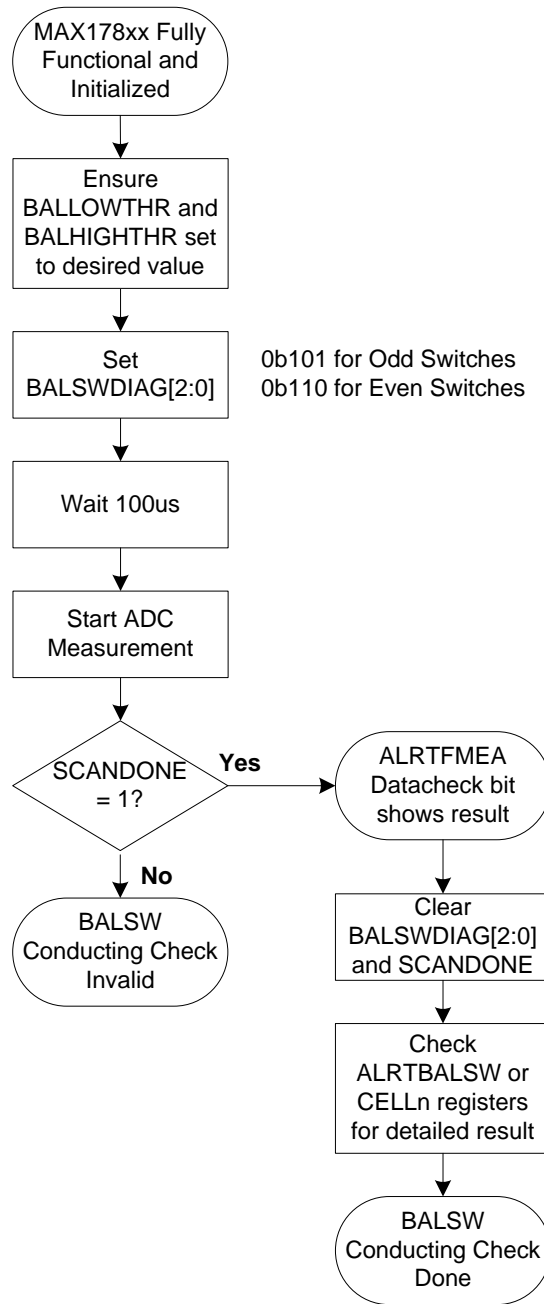 MAX178xx Fully
Functional and
Initialized
Ensure
BALLOWTHR and
BALHIGHTHR set
to desired value
Set
BALSWDIAG[2:0]
0b101 for Odd Switches
0b110 for Even Switches
Wait 100us
Start ADC
Measurement
SCANDONE
= 1?
Yes
No
BALSW
Conducting Check
Invalid
ALRTFMEA
Datacheck bit
shows result
Clear
BALSWDIAG[2:0]
and SCANDONE
Check
ALRTBALSW or
CELLn registers
for detailed result
BALSW
Conducting Check
Done